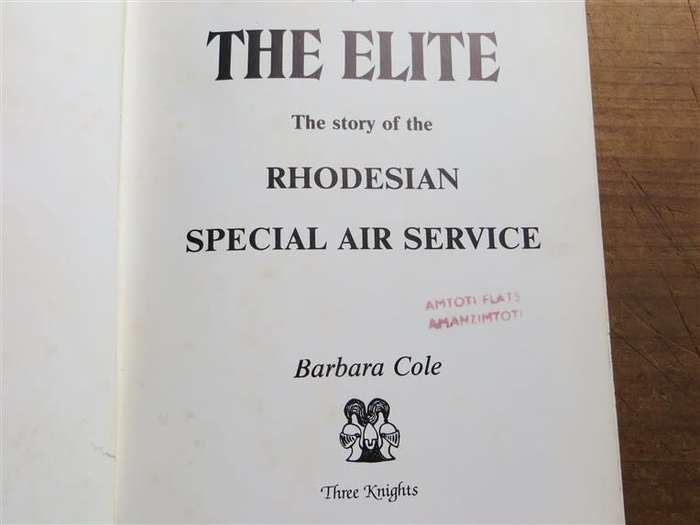 THE ELITE
The story of the
RHODESIAN
SPECIAL AIR SERVICE
AMTOTI FLATS
AMANZIMTOTI
Barbara Cole
Three Knights